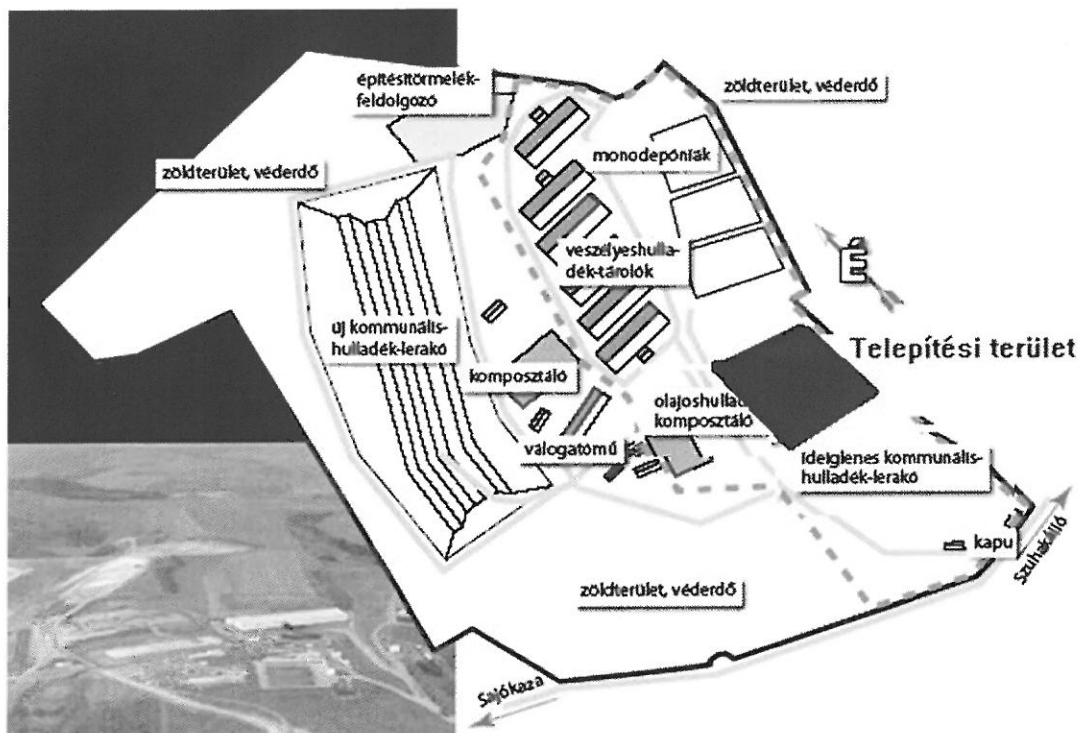 építésitörmelék-
feldolgozó
zöldterület, véderdő
monodepóniák
zöldterület, véderdő
veszélyeshulla-
dék-tárolók
É
új kommunális-
hulladék-lerakó
komposztáló
Telepítési terület
olajoshullad
komposztáló
válogatómű
ideiglenes kommunális-
hulladék-lerakó
kapu
Szuhakálló
zöldterület, véderdő
Sajókaza